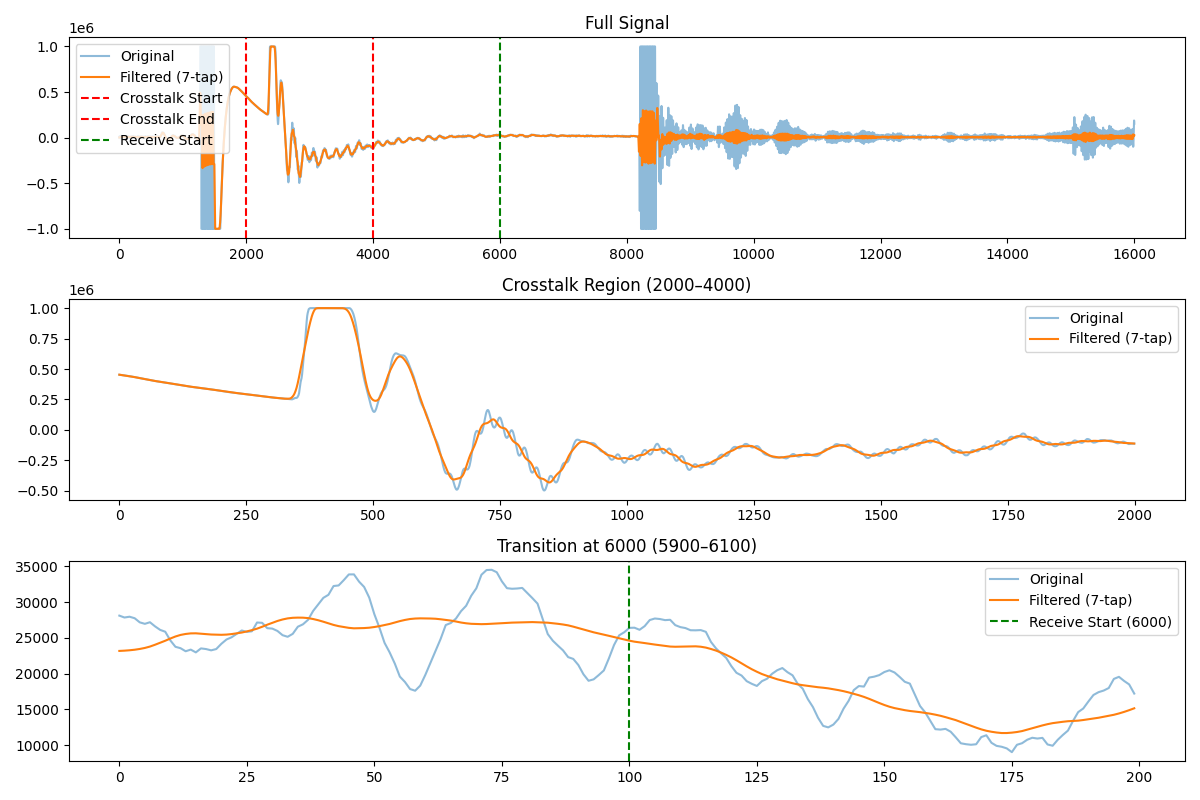 Full Signal
1e6
1.0
0.5
0.0
−0.5
−1.0
Original
Filtered (7-tap)
Crosstalk Start
Crosstalk End
Receive Start
0 2000 4000 6000 8000 10000 12000 14000 16000
Crosstalk Region (2000–4000)
1e6
1.00
0.75
0.50
0.25
0.00
−0.25
−0.50
Original
Filtered (7-tap)
0 250 500 750 1000 1250 1500 1750 2000
Transition at 6000 (5900–6100)
35000
30000
25000
20000
15000
10000
Original
Filtered (7-tap)
Receive Start (6000)
0 25 50 75 100 125 150 175 200